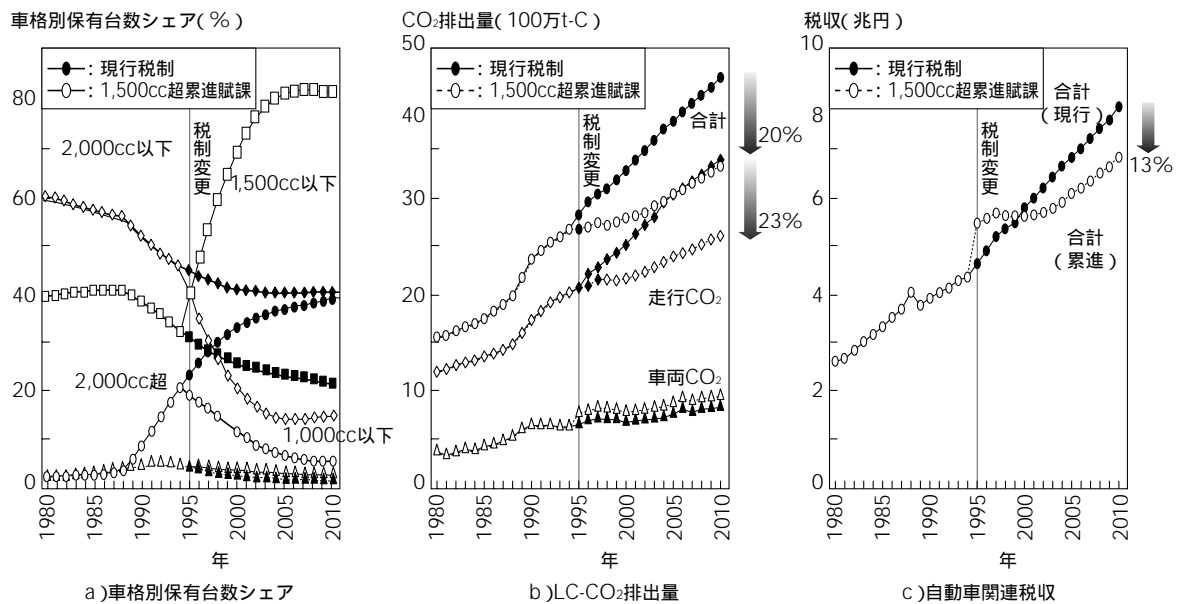 車格別保有台数シェア(%)
80
60
40
20
0
●: 現行税制
○: 1,500cc超累進賦課
税制変更
2,000cc以下
1,500cc以下
2,000cc超
1,000cc以下
1980
1985
1990
1995
2000
2005
2010
年
a)車格別保有台数シェア
CO₂排出量(100万t-C)
50
40
30
20
10
0
●: 現行税制
○: 1,500cc超累進賦課
税制変更
合計
20%
23%
走行CO₂
車両CO₂
1980
1985
1990
1995
2000
2005
2010
年
b)LC-CO₂排出量
税収(兆円)
10
8
6
4
2
0
●: 現行税制
○: 1,500cc超累進賦課
税制変更
合計
(現行)
13%
合計
(累進)
1980
1985
1990
1995
2000
2005
2010
年
c)自動車関連税収